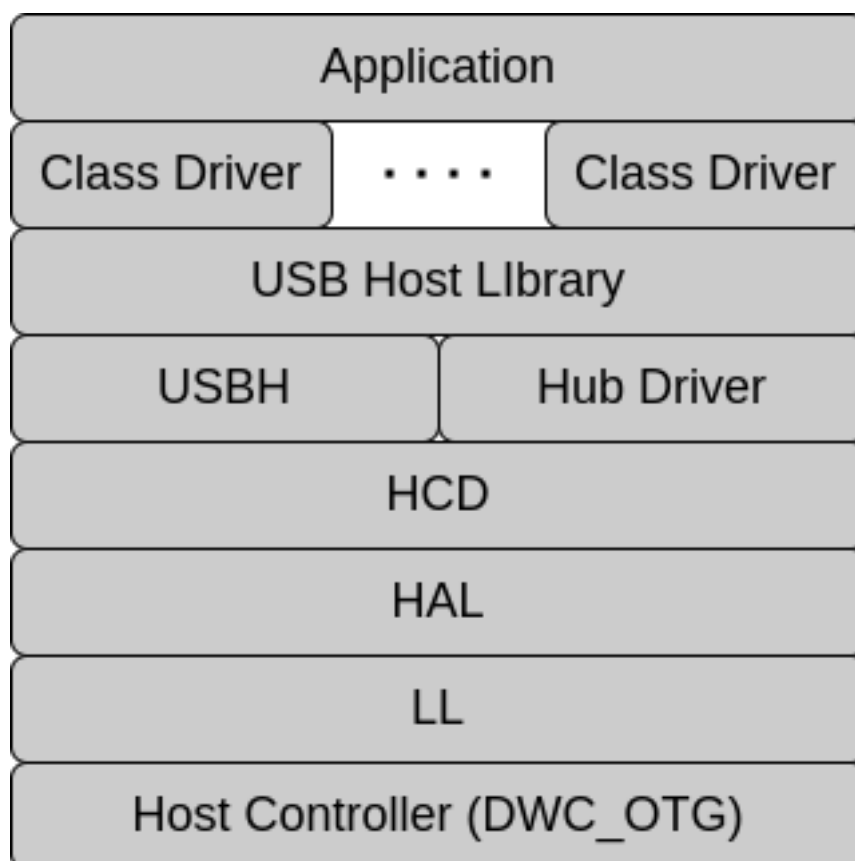 Application
Class Driver .... Class Driver
USB Host LIbrary
USBH Hub Driver
HCD
HAL
LL
Host Controller (DWC_OTG)